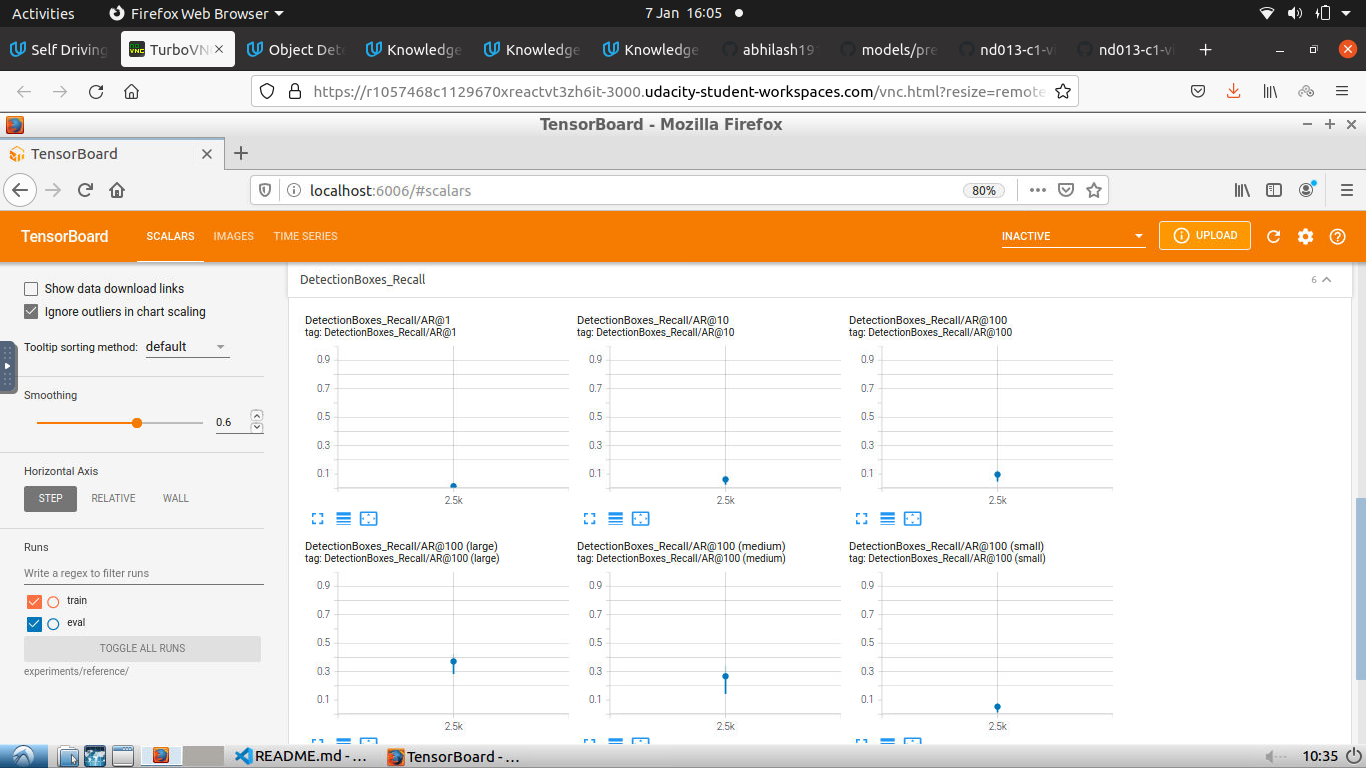 Activities
Firefox Web Browser
7 Jan 16:05
Self Driving
TurboVN
Object Det
Knowledge
Knowledge
Knowledge
abhilash19
models/pre
nd013-c1-vi
nd013-c1-vi
https://r1057468c1129670xreactvt3zh6it-3000.udacity-student-workspaces.com/vnc.html?resize=remote
TensorBoard - Mozilla Firefox
TensorBoard
localhost:6006/#scalars
80%
TensorBoard
SCALARS
IMAGES
TIME SERIES
INACTIVE
UPLOAD
Show data download links
Ignore outliers in chart scaling
Tooltip sorting method: default
Smoothing
0.6
Horizontal Axis
STEP
RELATIVE
WALL
Runs
Write a regex to filter runs
train
eval
TOGGLE ALL RUNS
experiments/reference/
DetectionBoxes_Recall
6
DetectionBoxes_Recall/AR@1
tag: DetectionBoxes_Recall/AR@1
0.9
0.7
0.5
0.3
0.1
2.5k
DetectionBoxes_Recall/AR@10
tag: DetectionBoxes_Recall/AR@10
0.9
0.7
0.5
0.3
0.1
2.5k
DetectionBoxes_Recall/AR@100
tag: DetectionBoxes_Recall/AR@100
0.9
0.7
0.5
0.3
0.1
2.5k
DetectionBoxes_Recall/AR@100 (large)
tag: DetectionBoxes_Recall/AR@100 (large)
0.9
0.7
0.5
0.3
0.1
2.5k
DetectionBoxes_Recall/AR@100 (medium)
tag: DetectionBoxes_Recall/AR@100 (medium)
0.9
0.7
0.5
0.3
0.1
2.5k
DetectionBoxes_Recall/AR@100 (small)
tag: DetectionBoxes_Recall/AR@100 (small)
0.9
0.7
0.5
0.3
0.1
2.5k
README.md - ...
TensorBoard - ...
10:35